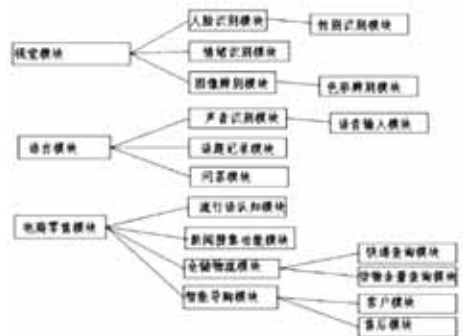 人脸识别模块
性别识别模块
视觉模块
情绪识别模块
图像辨别模块
色彩辨别模块
声音识别模块
语音输入模块
语言模块
话题记录模块
问答模块
流行语认知模块
电商零售模块
新闻搜集功能模块
快递查询模块
仓储物流模块
货物余量查询模块
智能导购模块
客户模块
售后模块